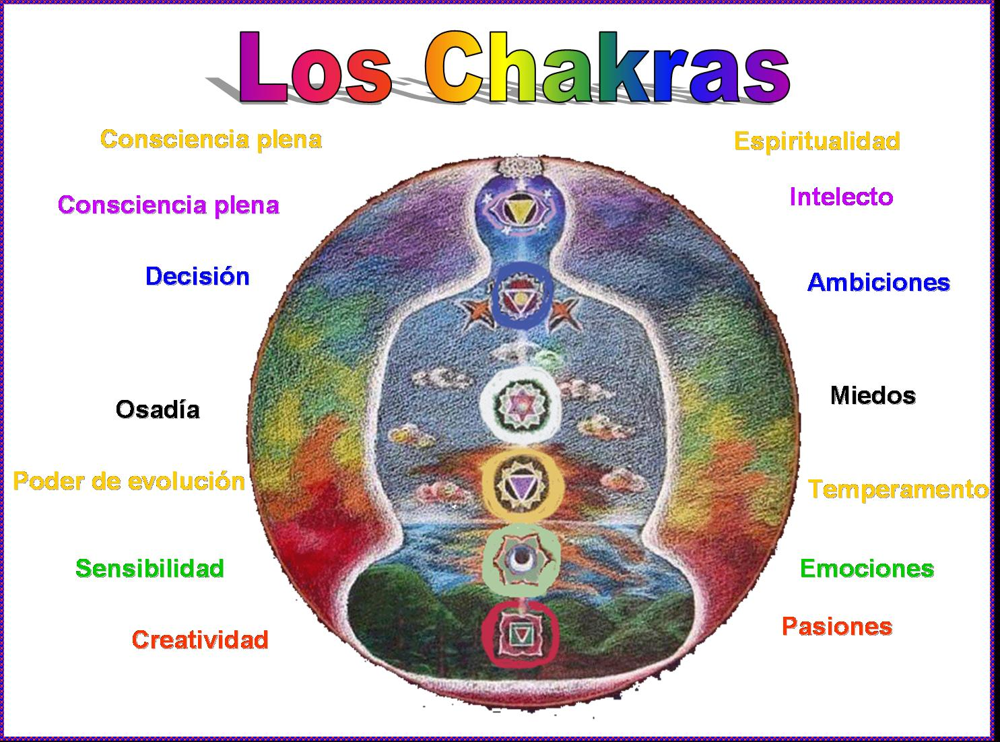 Los Chakras
Consciencia plena
Espiritualidad
Consciencia plena
Intelecto
Decisión
Ambiciones
Osadía
Miedos
Poder de evolución
Temperamento
Sensibilidad
Emociones
Creatividad
Pasiones